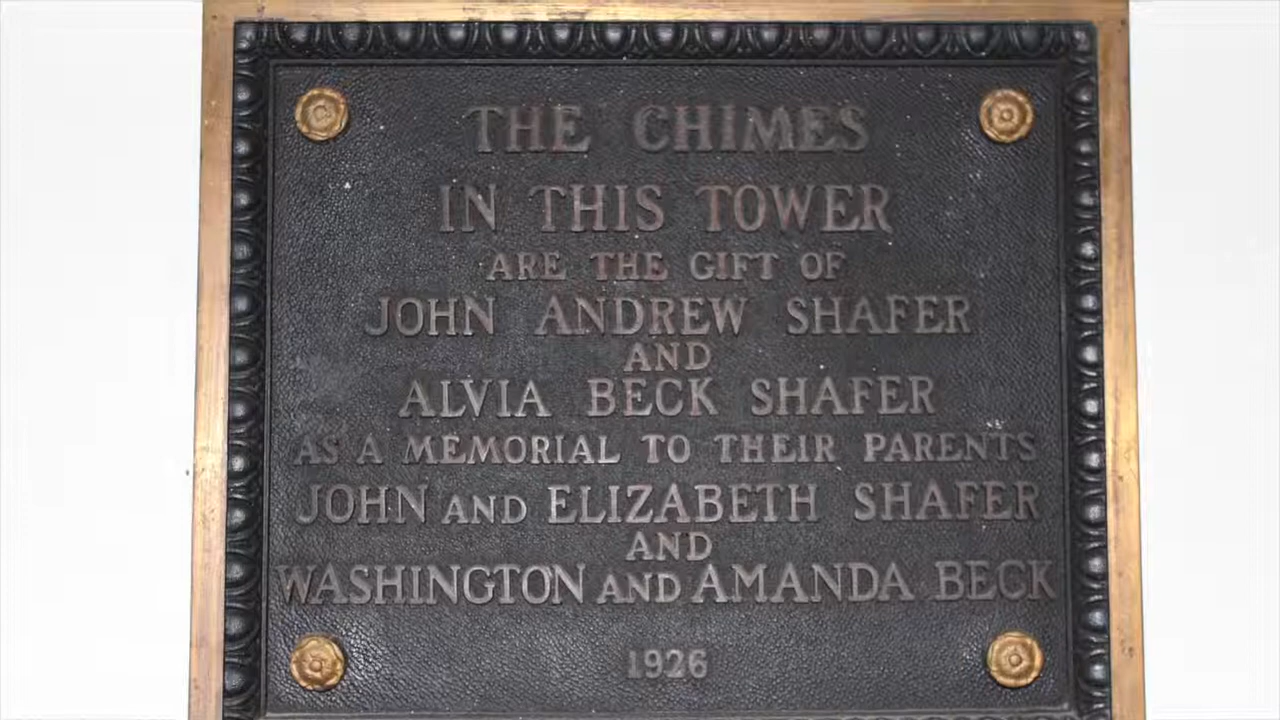 THE CHIMES
IN THIS TOWER
ARE THE GIFT OF
JOHN ANDREW SHAFER
AND
ALVIA BECK SHAFER
AS A MEMORIAL TO THEIR PARENTS
JOHN AND ELIZABETH SHAFER
AND
WASHINGTON AND AMANDA BECK
1926